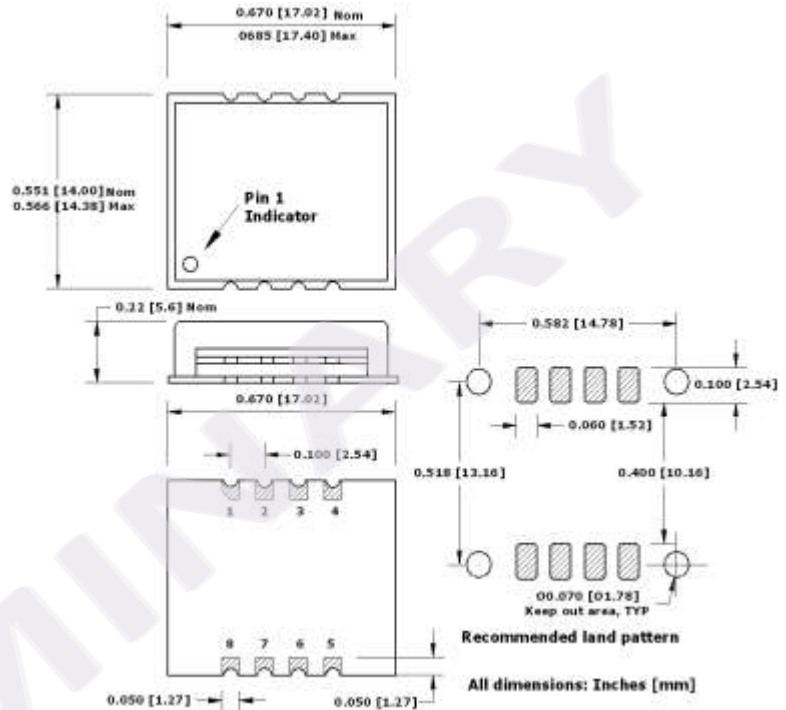 0.670 [17.02] Nom
0685 [17.40] Max
0.551 [14.00] Nom
0.566 [14.38] Max
Pin 1
Indicator
0.22 [5.6] Nom
0.670 [17.02]
0.582 [14.78]
0.100 [2.54]
0.060 [1.52]
0.518 [13.16]
0.400 [10.16]
O0.070 [O1.78]
Keep out area, TYP
Recommended land pattern
All dimensions: Inches [mm]
0.100 [2.54]
1 2 3 4
8 7 6 5
0.050 [1.27]
0.050 [1.27]
MINARY